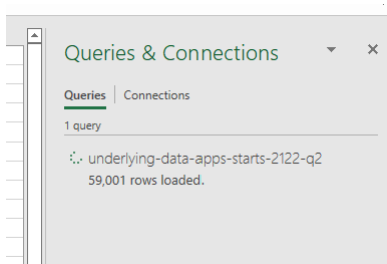 Queries & Connections
Queries Connections
1 query
underlying-data-apps-starts-2122-q2
59,001 rows loaded.